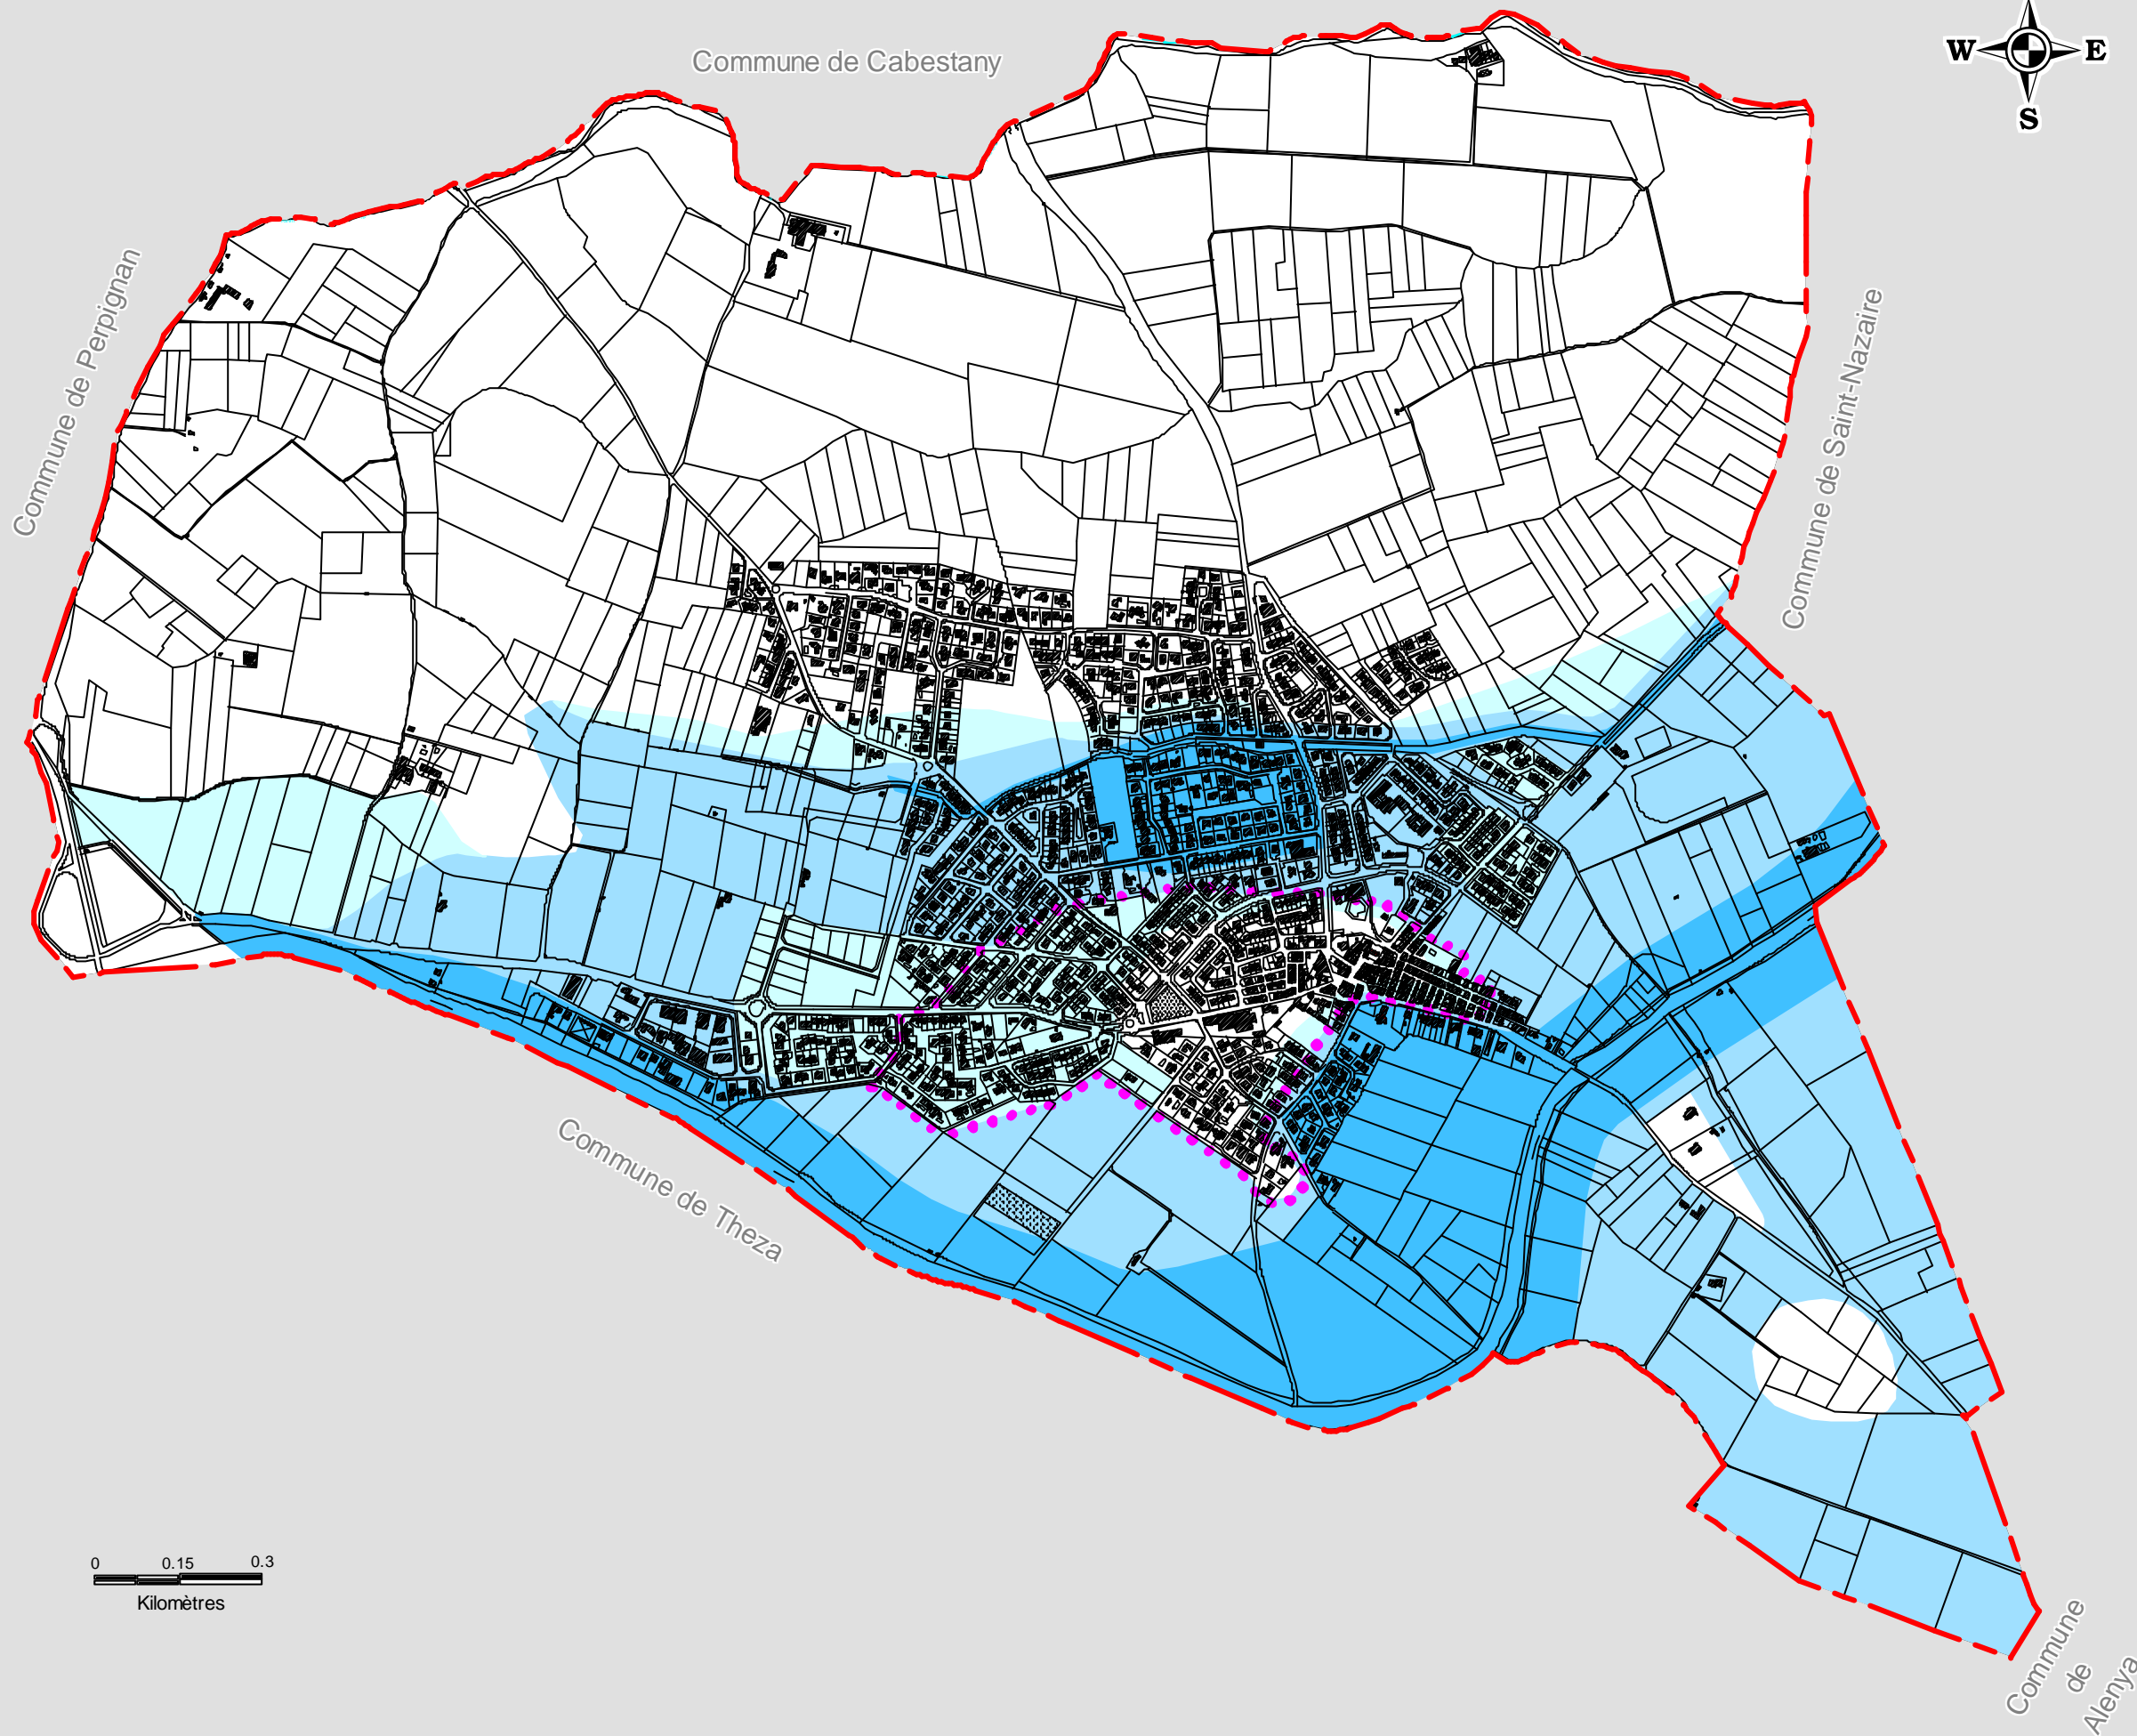 Commune de Cabestany
W
E
S
Commune de Perpignan
Commune de Saint-Nazaire
Commune de Theza
0 0.15 0.3
Kilomètres
Commune
de
Alenya